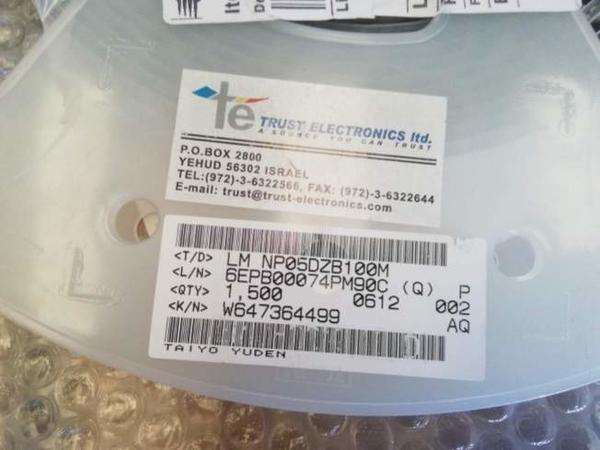 te
TRUST ELECTRONICS ltd.
A SOURCE YOU CAN TRUST
P.O.BOX 2800
YEHUD 56302 ISRAEL
TEL:(972)-3-6322566, FAX: (972)-3-6322644
E-mail: trust@trust-electronics.com
<T/D> LM NP05DZB100M
<L/N> 6EPB00074PM90C (Q) P
<QTY> 1,500 0612 002
<K/N> W647364499 AQ
TAIYO YUDEN